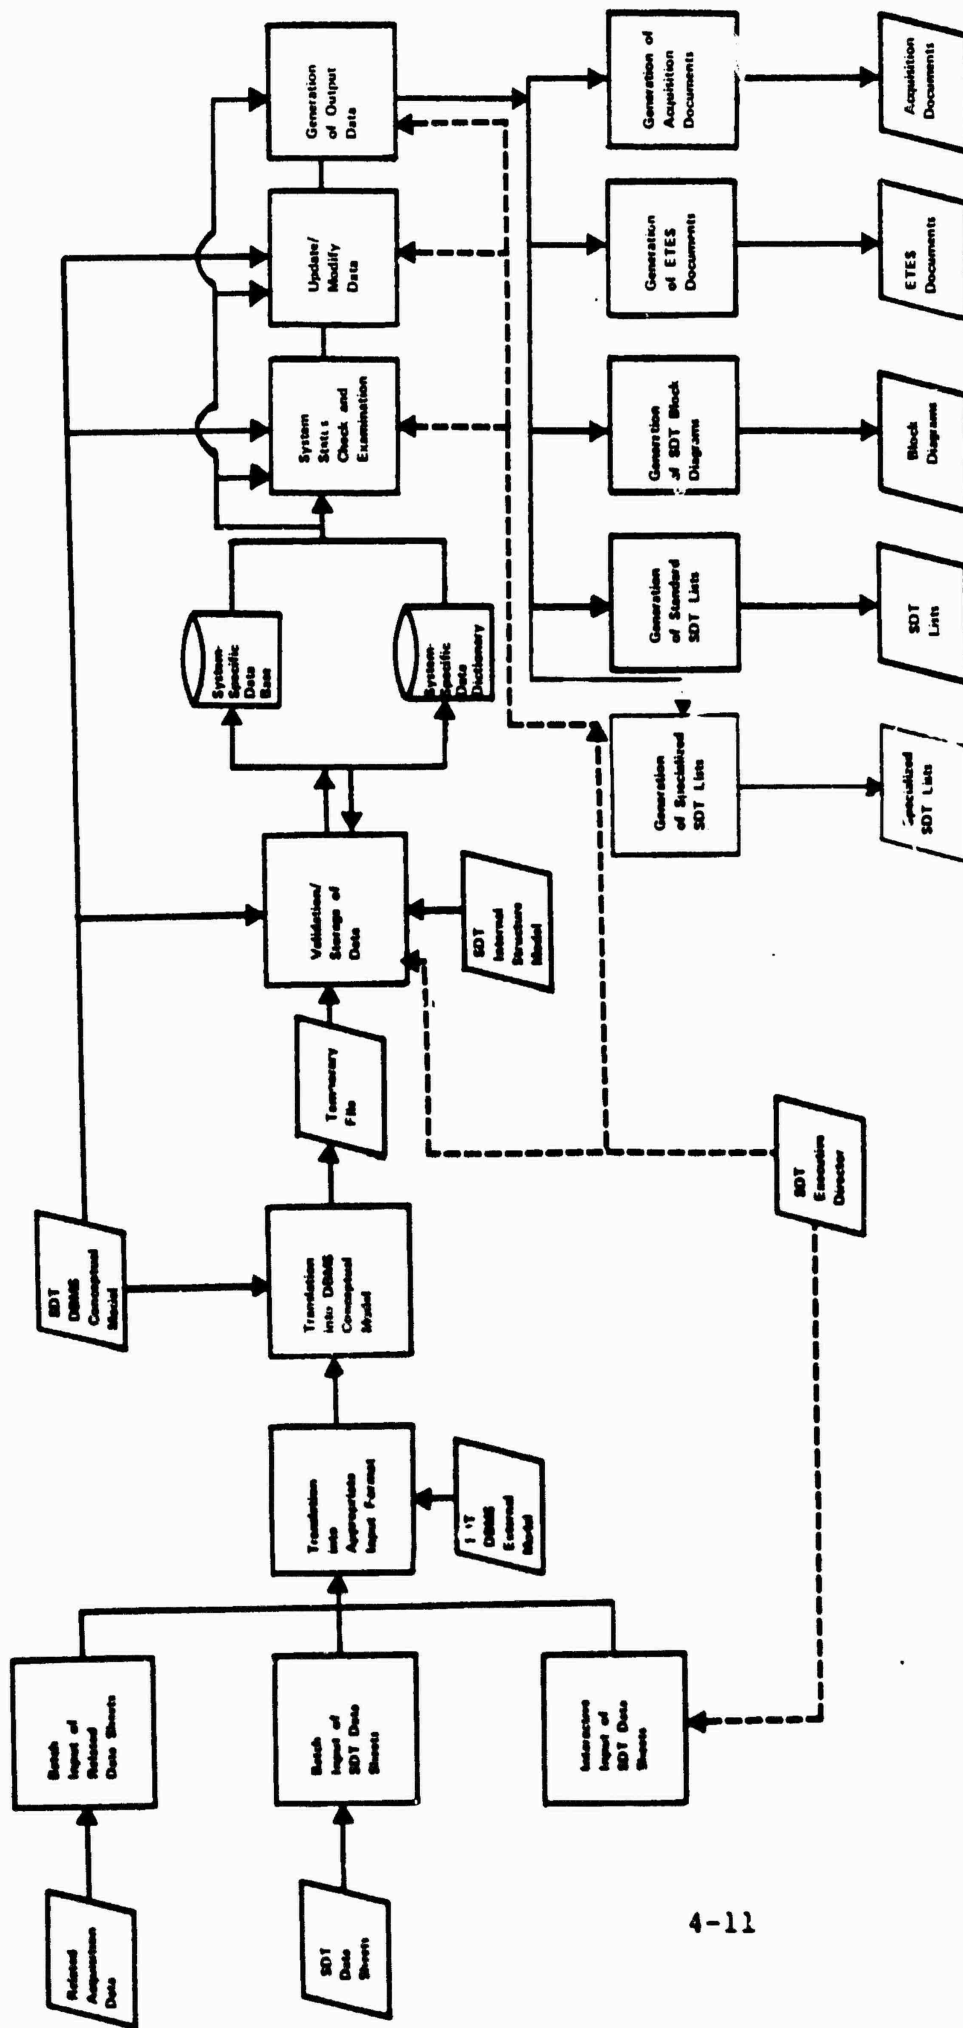 Related
Acquisition
Data
SDT
Data
Sheets
Batch
Input of
Related
Data Sheets
Batch
Input of
SDT Data
Sheets
Interactive
Input of
SDT Data
Sheets
Translation
into
Appropriate
Input Format
DBMS
External
Model
SDT
DBMS
Conceptual
Model
Translation
into DBMS
Conceptual
Model
Temporary
File
SDT
Executive
Director
Validation/
Storage of
Data
SDT
Internal
Structure
Model
System-
Specific
Data
Base
System-
Specific
Data
Dictionary
System
Status
Check and
Examination
Update/
Modify
Data
Generation
of Output
Data
Generation
of Specialized
SDT Lists
Generation
of Standard
SDT Lists
Generation
of SDT Block
Diagrams
Generation
of ETES
Documents
Generation of
Acquisition
Documents
Specialized
SDT Lists
SDT
Lists
Block
Diagrams
ETES
Documents
Acquisition
Documents
4-11